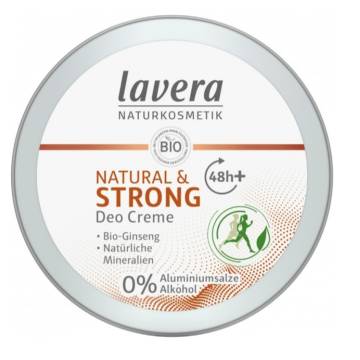 lavera
NATURKOSMETIK
BIO
NATURAL &
STRONG
48h+
Deo Creme
• Bio-Ginseng
• Natürliche
Mineralien
0% Aluminiumsalze
Alkohol